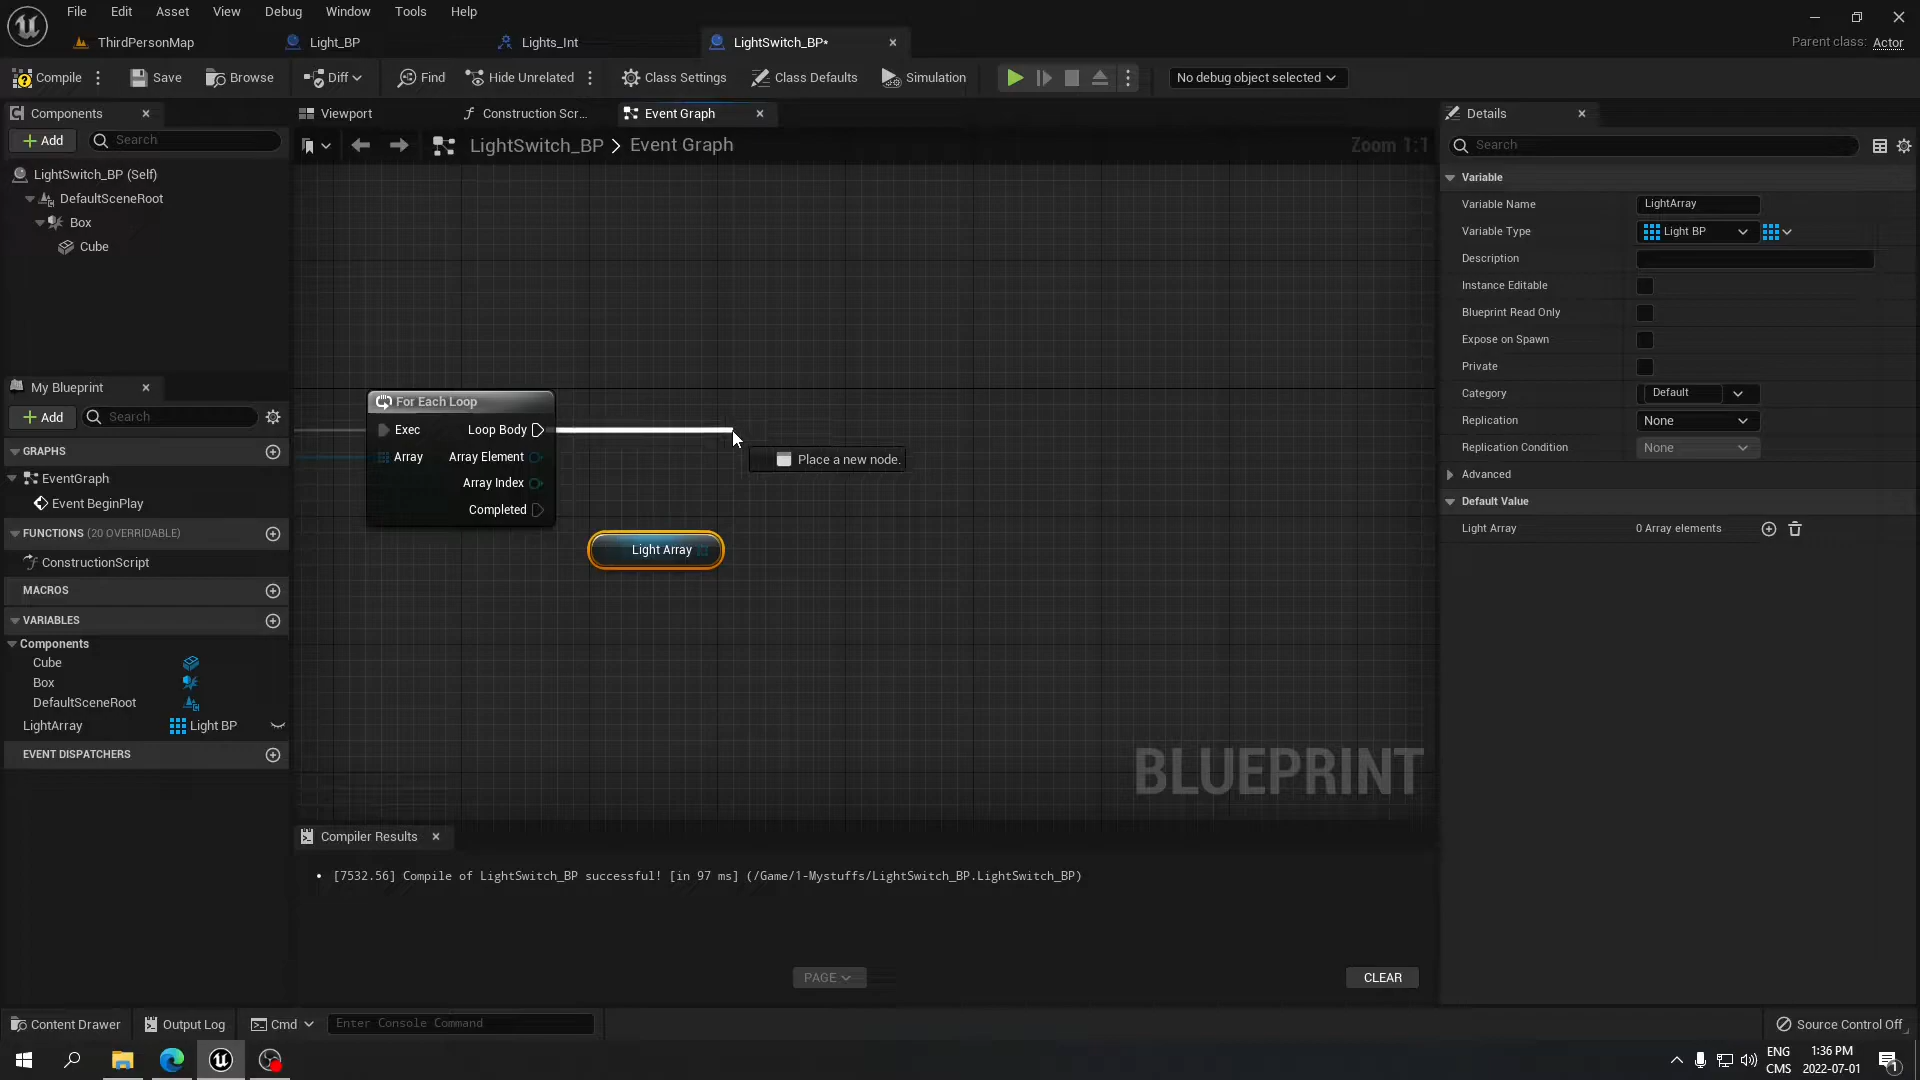 File Edit Asset View Debug Window Tools Help
ThirdPersonMap Light_BP Lights_Int LightSwitch_BP*
Parent class: Actor
Compile Save Browse Diff Find Hide Unrelated Class Settings Class Defaults Simulation No debug object selected
Components
Add Search
LightSwitch_BP (Self)
DefaultSceneRoot
Box
Cube
My Blueprint
Add Search
GRAPHS
EventGraph
Event BeginPlay
FUNCTIONS (20 OVERRIDABLE)
ConstructionScript
MACROS
VARIABLES
Components
Cube
Box
DefaultSceneRoot
LightArray Light BP
EVENT DISPATCHERS
Viewport Construction Scr... Event Graph
LightSwitch_BP > Event Graph Zoom 1:1
For Each Loop
Exec Loop Body
Array Array Element
Array Index
Completed
Place a new node.
Light Array
BLUEPRINT
Compiler Results
• [7532.56] Compile of LightSwitch_BP successful! [in 97 ms] (/Game/1-Mystuffs/LightSwitch_BP.LightSwitch_BP)
PAGE CLEAR
Details
Search
Variable
Variable Name LightArray
Variable Type Light BP
Description
Instance Editable
Blueprint Read Only
Expose on Spawn
Private
Category Default
Replication None
Replication Condition None
Advanced
Default Value
Light Array 0 Array elements
Content Drawer Output Log Cmd Enter Console Command Source Control Off
ENG 1:36 PM
CMS 2022-07-01
1